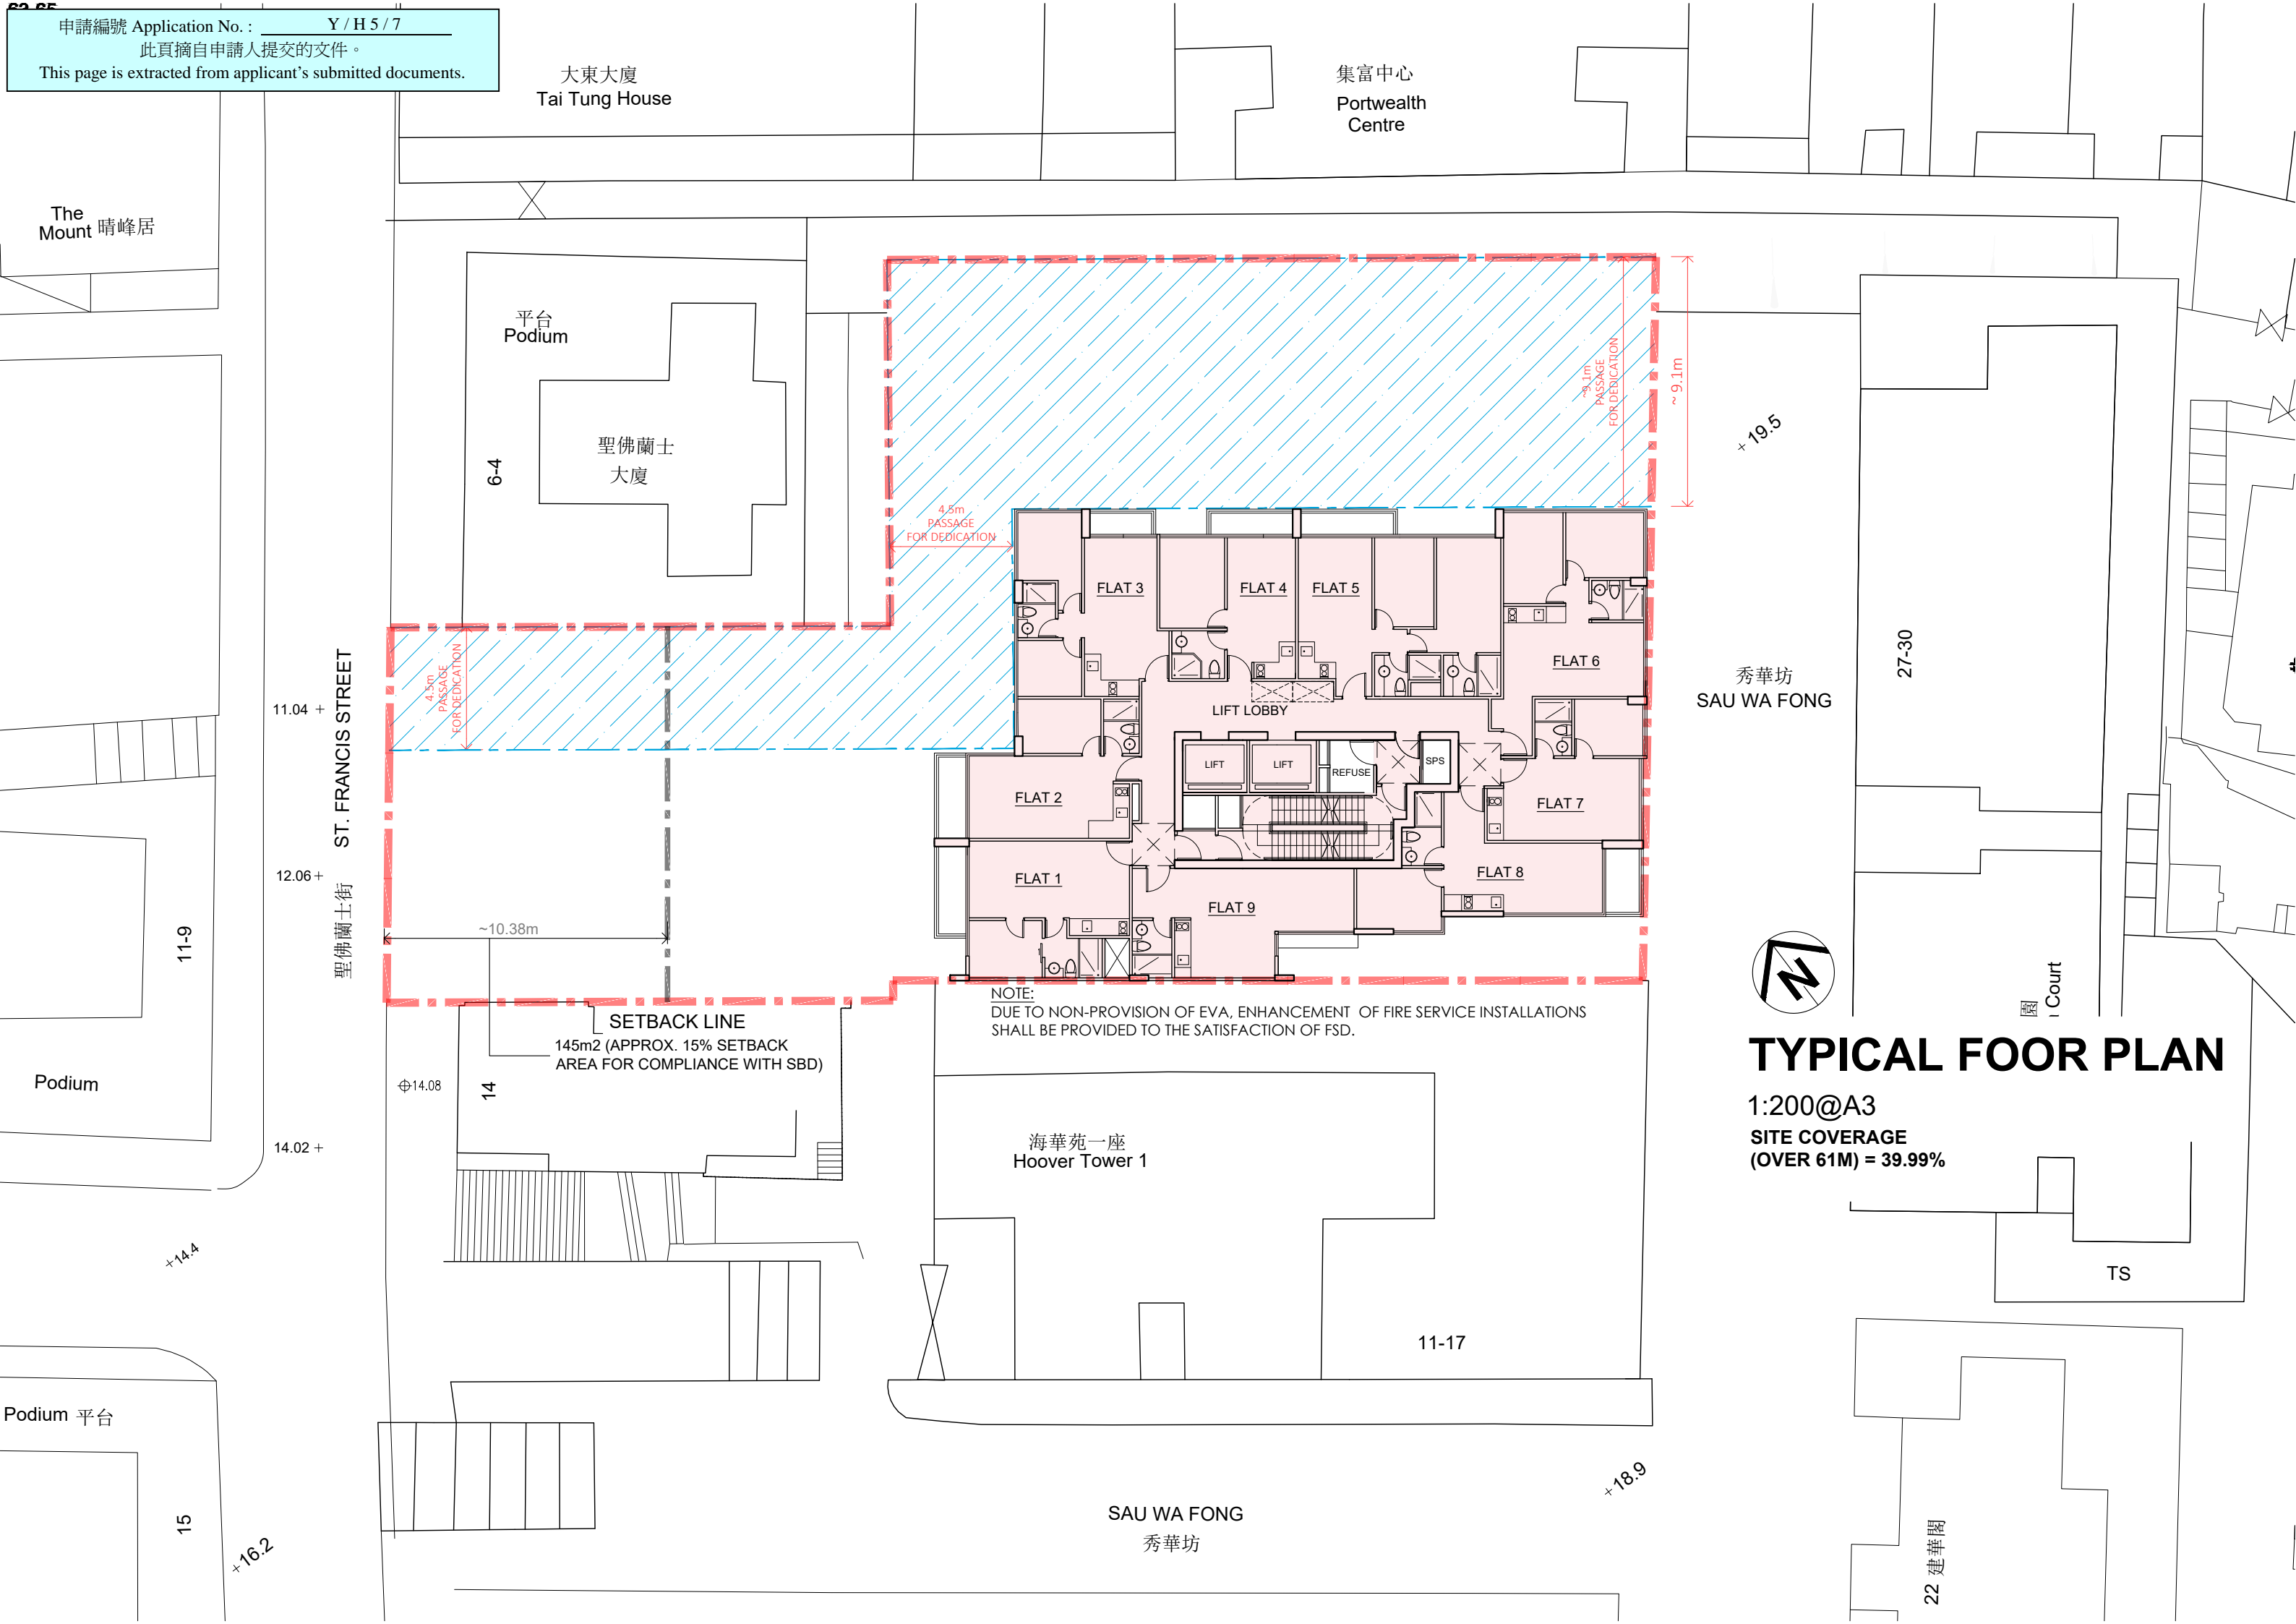 申請編號 Application No. : Y / H 5 / 7
此頁摘自申請人提交的文件。
This page is extracted from applicant's submitted documents.
大東大廈
Tai Tung House
集富中心
Portwealth
Centre
The
Mount 晴峰居
平台
Podium
6-4
聖佛蘭士
大廈
~9.1m
PASSAGE
FOR DEDICATION
~ 9.1m
+ 19.5
4.5m
PASSAGE
FOR DEDICATION
4.5m
PASSAGE
FOR DEDICATION
FLAT 3
FLAT 4
FLAT 5
FLAT 6
LIFT LOBBY
LIFT
LIFT
REFUSE
SPS
FLAT 2
FLAT 7
FLAT 1
FLAT 8
FLAT 9
秀華坊
SAU WA FONG
27-30
11.04 +
ST. FRANCIS STREET
聖佛蘭士街
12.06 +
11-9
~10.38m
NOTE:
DUE TO NON-PROVISION OF EVA, ENHANCEMENT OF FIRE SERVICE INSTALLATIONS
SHALL BE PROVIDED TO THE SATISFACTION OF FSD.
SETBACK LINE
145m2 (APPROX. 15% SETBACK
AREA FOR COMPLIANCE WITH SBD)
N
園
Court
TYPICAL FOOR PLAN
1:200@A3
SITE COVERAGE
(OVER 61M) = 39.99%
Podium
14.08
14
14.02 +
海華苑一座
Hoover Tower 1
+14.4
TS
11-17
Podium 平台
15
+16.2
SAU WA FONG
秀華坊
+18.9
22 建華閣